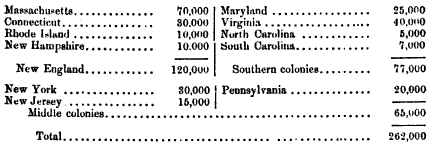 Massachusetts............ 70,000 | Maryland ............... 25,000
Connecticut.............. 30,000 | Virginia ............... 40,000
Rhode Island ............ 10,000 | North Carolina ......... 5,000
New Hampshire............ 10.000 | South Carolina.......... 7,000
New England........... 120,000 | Southern colonies...... 77,000
New York ................ 30,000 | Pennsylvania ........... 20,000
New Jersey .............. 15,000
Middle colonies................................ 65,000
Total.................................... 262,000